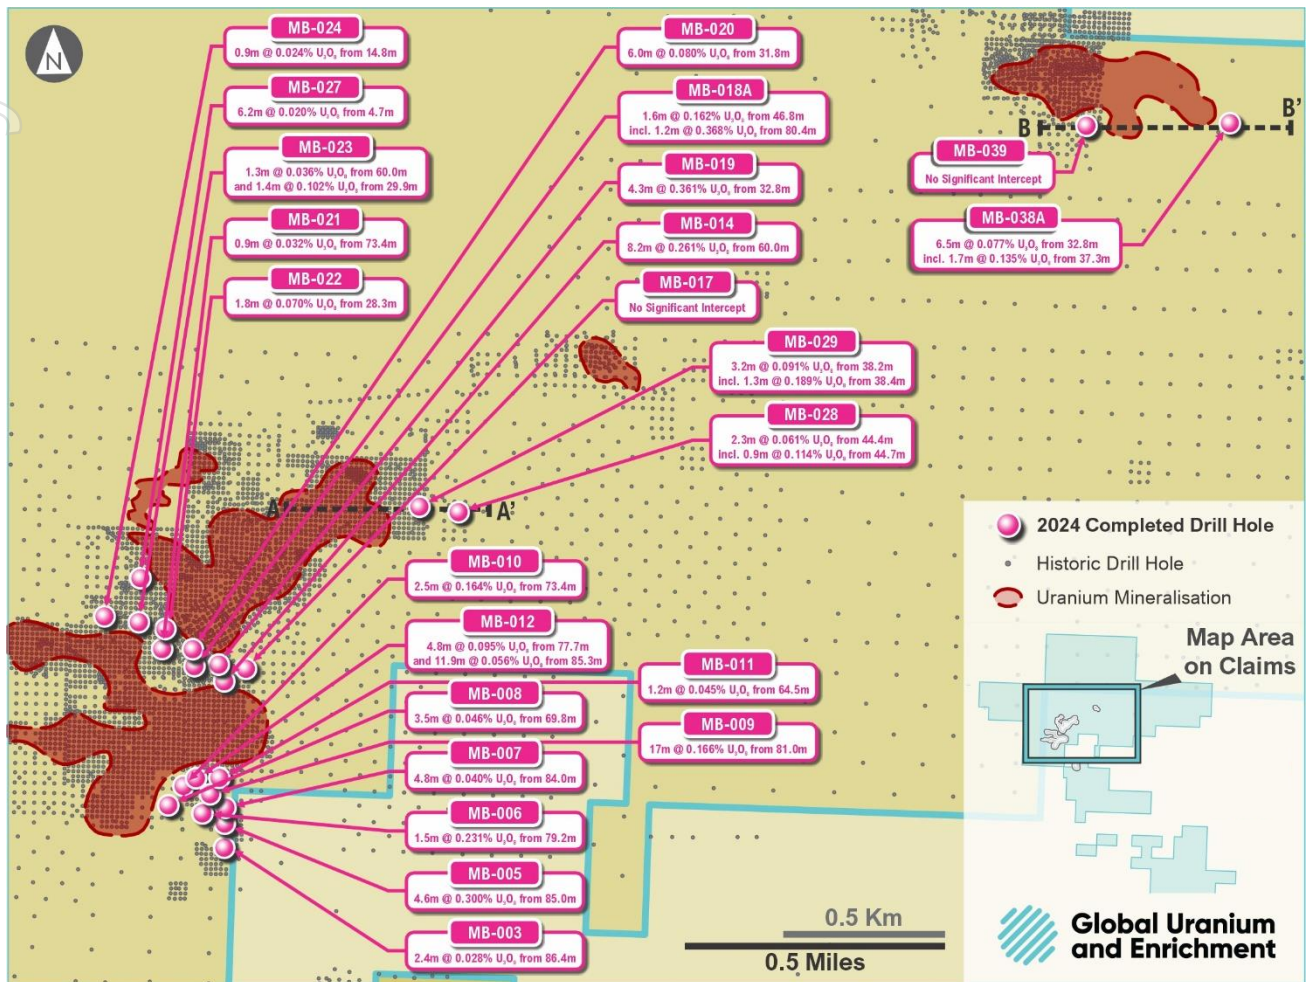 N
MB-024
0.9m @ 0.024% U₃O₈ from 14.8m
MB-027
6.2m @ 0.020% U₃O₈ from 4.7m
MB-023
1.3m @ 0.036% U₃O₈ from 60.0m
and 1.4m @ 0.102% U₃O₈ from 29.9m
MB-021
0.9m @ 0.032% U₃O₈ from 73.4m
MB-022
1.8m @ 0.070% U₃O₈ from 28.3m
MB-020
6.0m @ 0.080% U₃O₈ from 31.8m
MB-018A
1.6m @ 0.162% U₃O₈ from 46.8m
incl. 1.2m @ 0.368% U₃O₈ from 80.4m
MB-019
4.3m @ 0.361% U₃O₈ from 32.8m
MB-014
8.2m @ 0.261% U₃O₈ from 60.0m
MB-017
No Significant Intercept
B
B'
MB-039
No Significant Intercept
MB-038A
6.5m @ 0.077% U₃O₈ from 32.8m
incl. 1.7m @ 0.135% U₃O₈ from 37.3m
MB-029
3.2m @ 0.091% U₃O₈ from 38.2m
incl. 1.3m @ 0.189% U₃O₈ from 38.4m
MB-028
2.3m @ 0.061% U₃O₈ from 44.4m
incl. 0.9m @ 0.114% U₃O₈ from 44.7m
A
A'
MB-010
2.5m @ 0.164% U₃O₈ from 73.4m
MB-012
4.8m @ 0.095% U₃O₈ from 77.7m
and 11.9m @ 0.056% U₃O₈ from 85.3m
MB-011
1.2m @ 0.045% U₃O₈ from 64.5m
MB-008
3.5m @ 0.046% U₃O₈ from 69.8m
MB-009
17m @ 0.166% U₃O₈ from 81.0m
MB-007
4.8m @ 0.040% U₃O₈ from 84.0m
MB-006
1.5m @ 0.231% U₃O₈ from 79.2m
MB-005
4.6m @ 0.300% U₃O₈ from 85.0m
MB-003
2.4m @ 0.028% U₃O₈ from 86.4m
0.5 Km
0.5 Miles
2024 Completed Drill Hole
Historic Drill Hole
Uranium Mineralisation
Map Area
on Claims
Global Uranium
and Enrichment